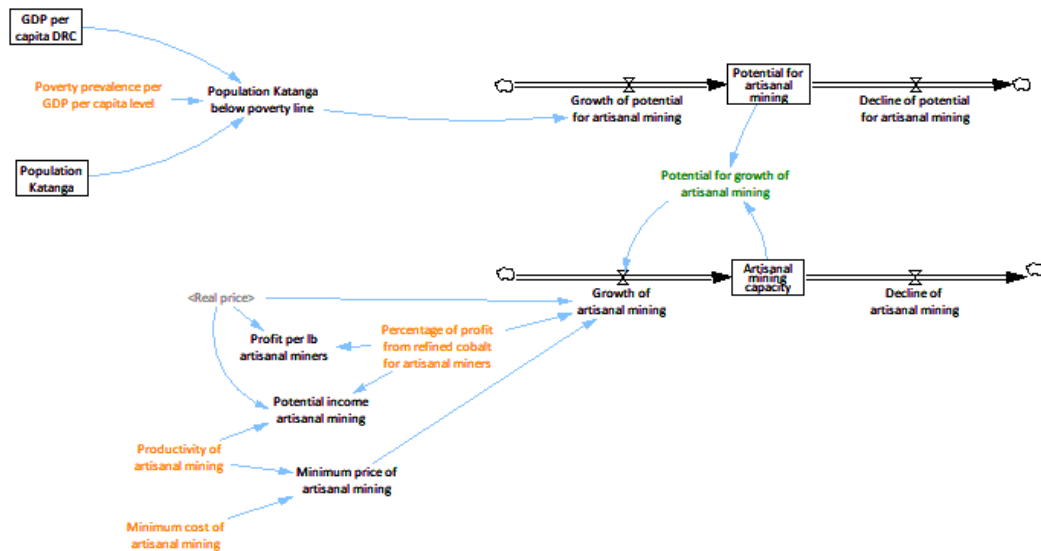 GDP per
capita DRC
Poverty prevalence per
GDP per capita level
Population Katanga
below poverty line
Population
Katanga
Growth of potential
for artisanal mining
Potential for
artisanal
mining
Decline of potential
for artisanal mining
Potential for growth of
artisanal mining
Growth of
artisanal mining
Artisanal
mining
capacity
Decline of
artisanal mining
<Real price>
Profit per lb
artisanal miners
Percentage of profit
from refined cobalt
for artisanal miners
Potential income
artisanal mining
Productivity of
artisanal mining
Minimum price of
artisanal mining
Minimum cost of
artisanal mining